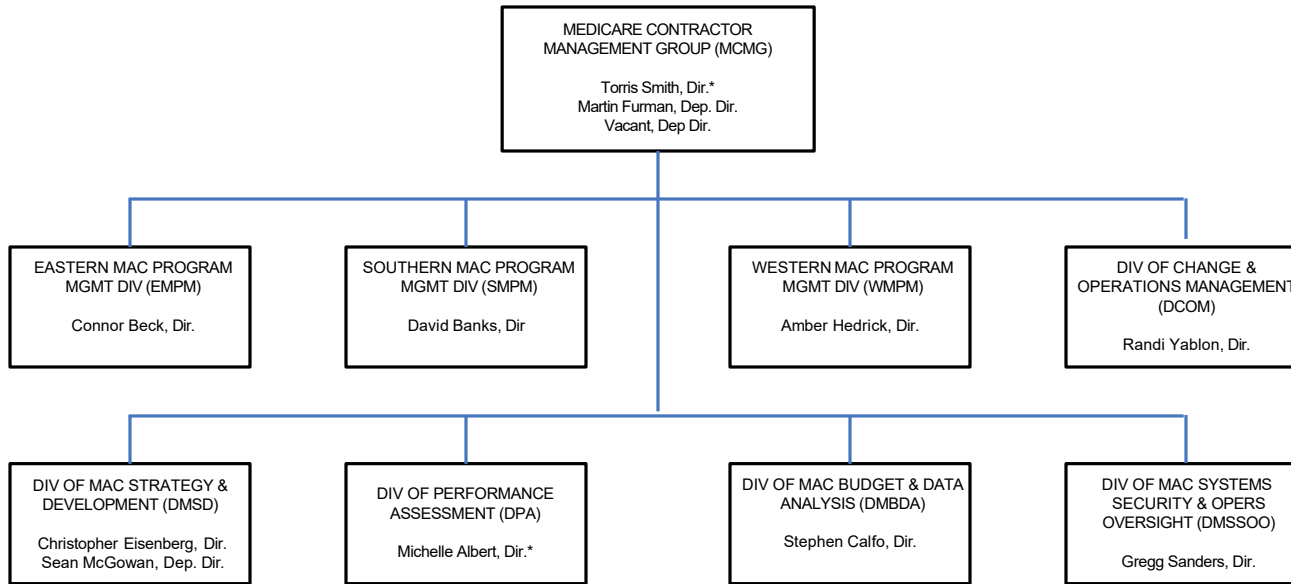 MEDICARE CONTRACTOR
MANAGEMENT GROUP (MCMG)
Torris Smith, Dir.*
Martin Furman, Dep. Dir.
Vacant, Dep Dir.
EASTERN MAC PROGRAM
MGMT DIV (EMPM)
Connor Beck, Dir.
SOUTHERN MAC PROGRAM
MGMT DIV (SMPM)
David Banks, Dir
WESTERN MAC PROGRAM
MGMT DIV (WMPM)
Amber Hedrick, Dir.
DIV OF CHANGE &
OPERATIONS MANAGEMENT
(DCOM)
Randi Yablon, Dir.
DIV OF MAC STRATEGY &
DEVELOPMENT (DMSD)
Christopher Eisenberg, Dir.
Sean McGowan, Dep. Dir.
DIV OF PERFORMANCE
ASSESSMENT (DPA)
Michelle Albert, Dir.*
DIV OF MAC BUDGET & DATA
ANALYSIS (DMBDA)
Stephen Calfo, Dir.
DIV OF MAC SYSTEMS
SECURITY & OPERS
OVERSIGHT (DMSSOO)
Gregg Sanders, Dir.